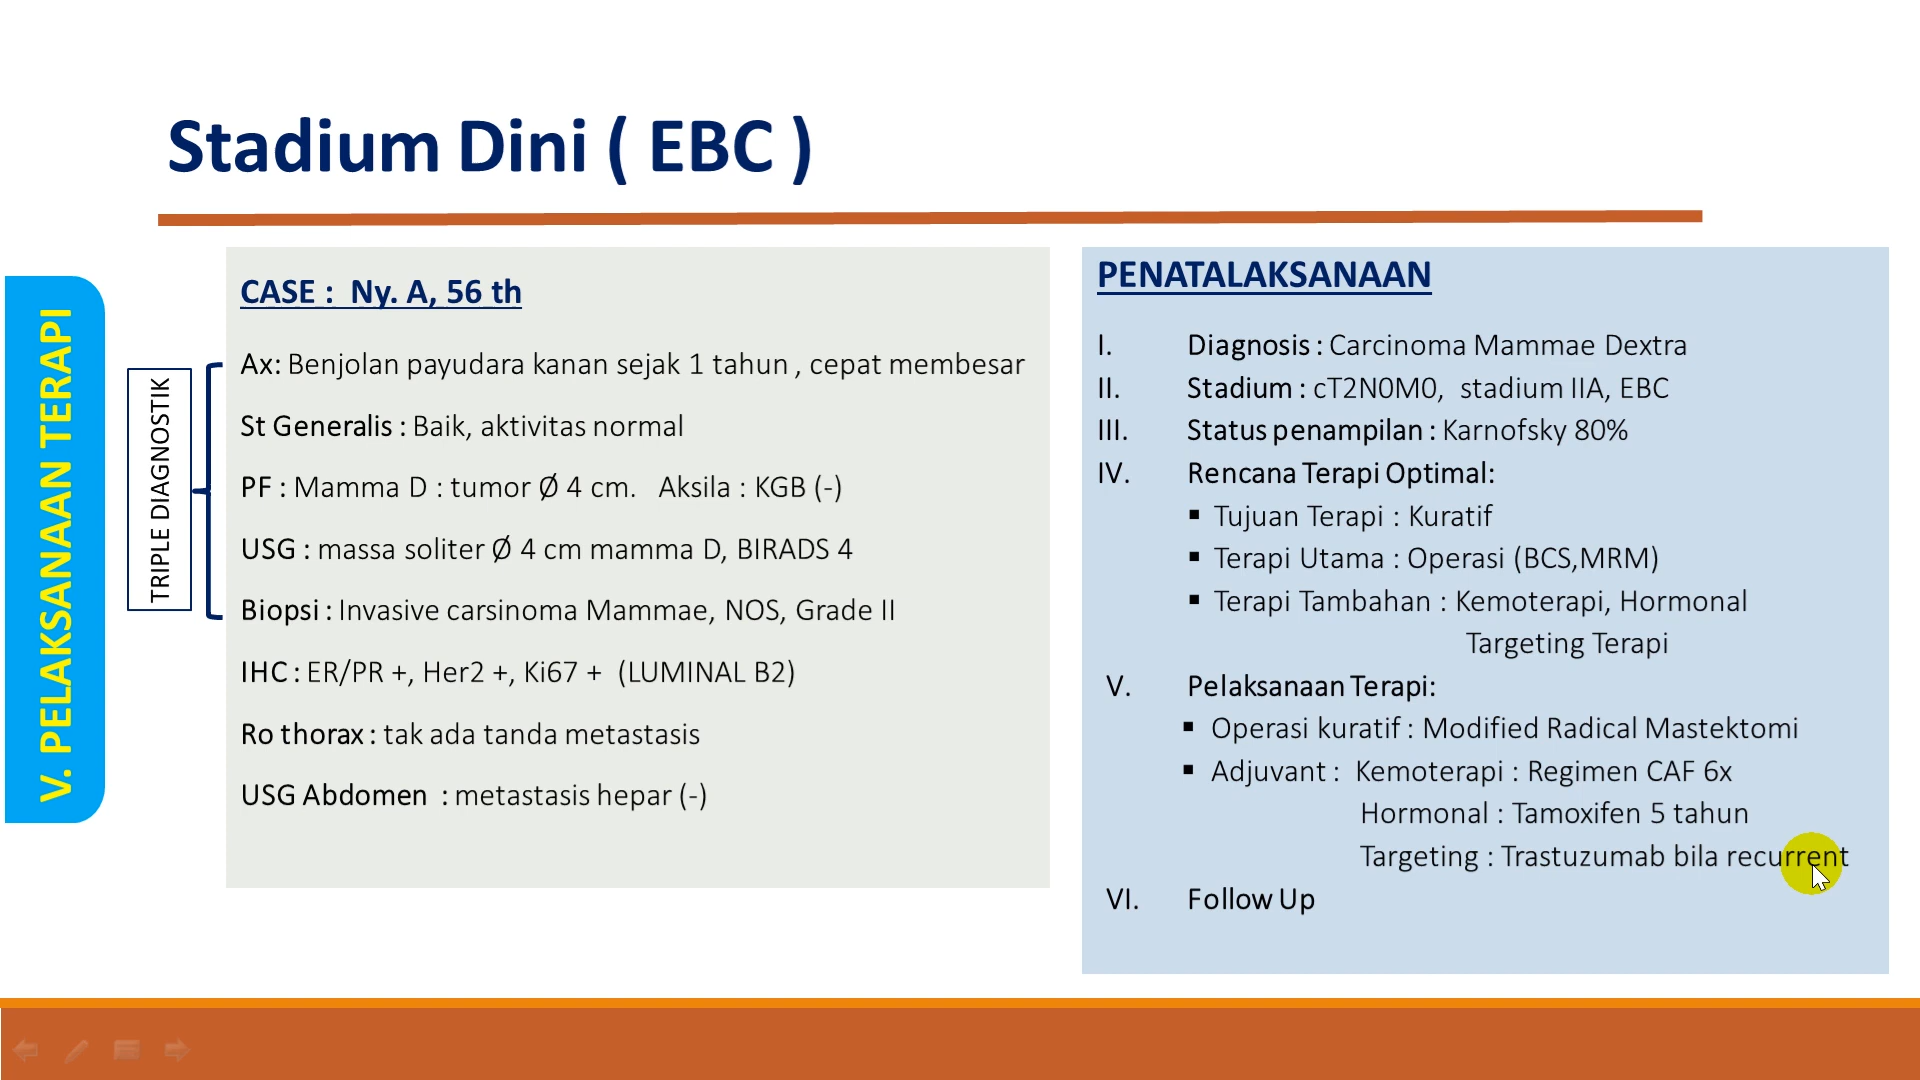 Stadium Dini ( EBC )
V. PELAKSANAAN TERAPI
TRIPLE DIAGNOSTIK
CASE :  Ny. A, 56 th
Ax: Benjolan payudara kanan sejak 1 tahun , cepat membesar
St Generalis : Baik, aktivitas normal
PF : Mamma D : tumor Ø 4 cm.   Aksila : KGB (-)
USG : massa soliter Ø 4 cm mamma D, BIRADS 4
Biopsi : Invasive carsinoma Mammae, NOS, Grade II
IHC : ER/PR +, Her2 +, Ki67 +  (LUMINAL B2)
Ro thorax : tak ada tanda metastasis
USG Abdomen  : metastasis hepar (-)
PENATALAKSANAAN
I. Diagnosis : Carcinoma Mammae Dextra
II. Stadium : cT2N0M0,  stadium IIA, EBC
III. Status penampilan : Karnofsky 80%
IV. Rencana Terapi Optimal:
▪ Tujuan Terapi : Kuratif
▪ Terapi Utama : Operasi (BCS,MRM)
▪ Terapi Tambahan : Kemoterapi, Hormonal
Targeting Terapi
V. Pelaksanaan Terapi:
▪ Operasi kuratif : Modified Radical Mastektomi
▪ Adjuvant :  Kemoterapi : Regimen CAF 6x
Hormonal : Tamoxifen 5 tahun
Targeting : Trastuzumab bila recurrent
VI. Follow Up